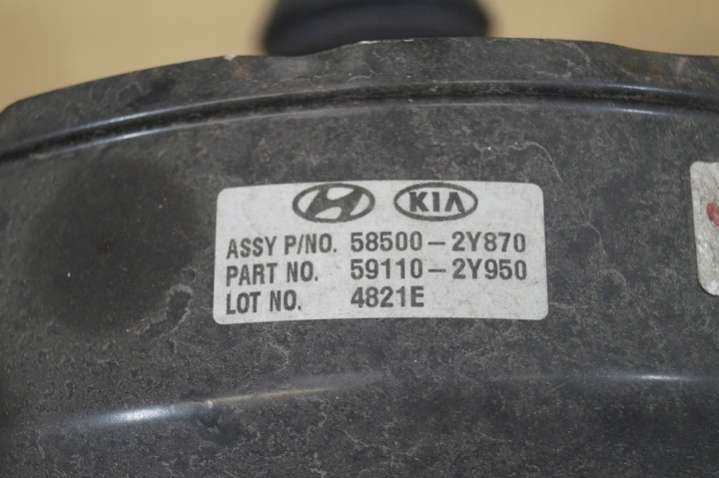 KIA
ASSY P/NO. 58500-2Y870
PART NO. 59110-2Y950
LOT NO. 4821E